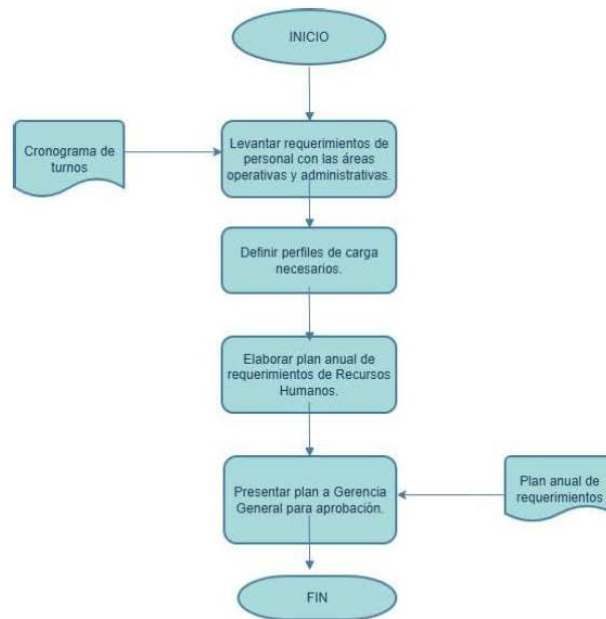 INICIO
Cronograma de
turnos
Levantar requerimientos de
personal con las áreas
operativas y administrativas.
Definir perfiles de carga
necesarios.
Elaborar plan anual de
requerimientos de Recursos
Humanos.
Presentar plan a Gerencia
General para aprobación.
Plan anual de
requerimientos
FIN